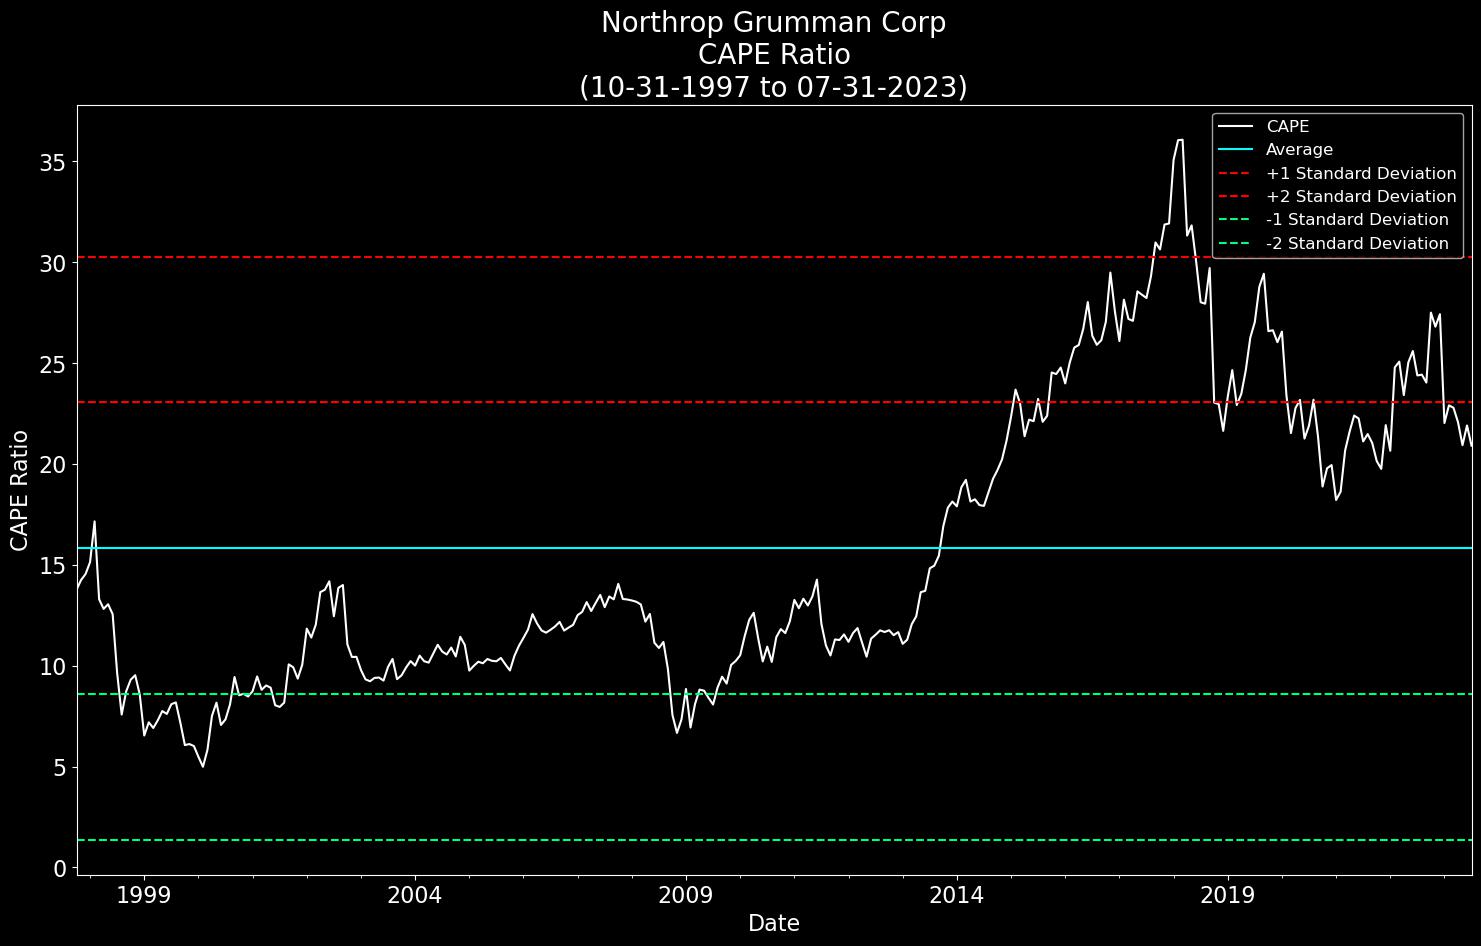 Northrop Grumman Corp
CAPE Ratio
(10-31-1997 to 07-31-2023)
CAPE
Average
+1 Standard Deviation
+2 Standard Deviation
-1 Standard Deviation
-2 Standard Deviation
CAPE Ratio
35
30
25
20
15
10
5
0
1999 2004 2009 2014 2019
Date